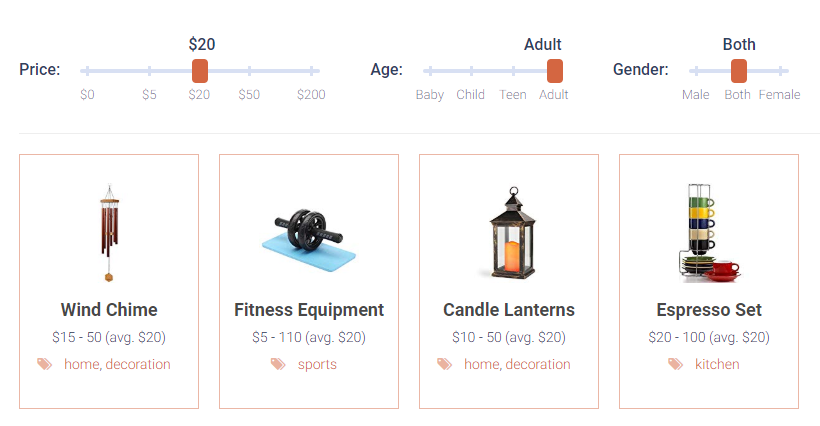 $20 Adult Both
Price: Age: Gender:
$0 $5 $20 $50 $200 Baby Child Teen Adult Male Both Female
Wind Chime
$15 - 50 (avg. $20)
home, decoration
Fitness Equipment
$5 - 110 (avg. $20)
sports
Candle Lanterns
$10 - 50 (avg. $20)
home, decoration
Espresso Set
$20 - 100 (avg. $20)
kitchen